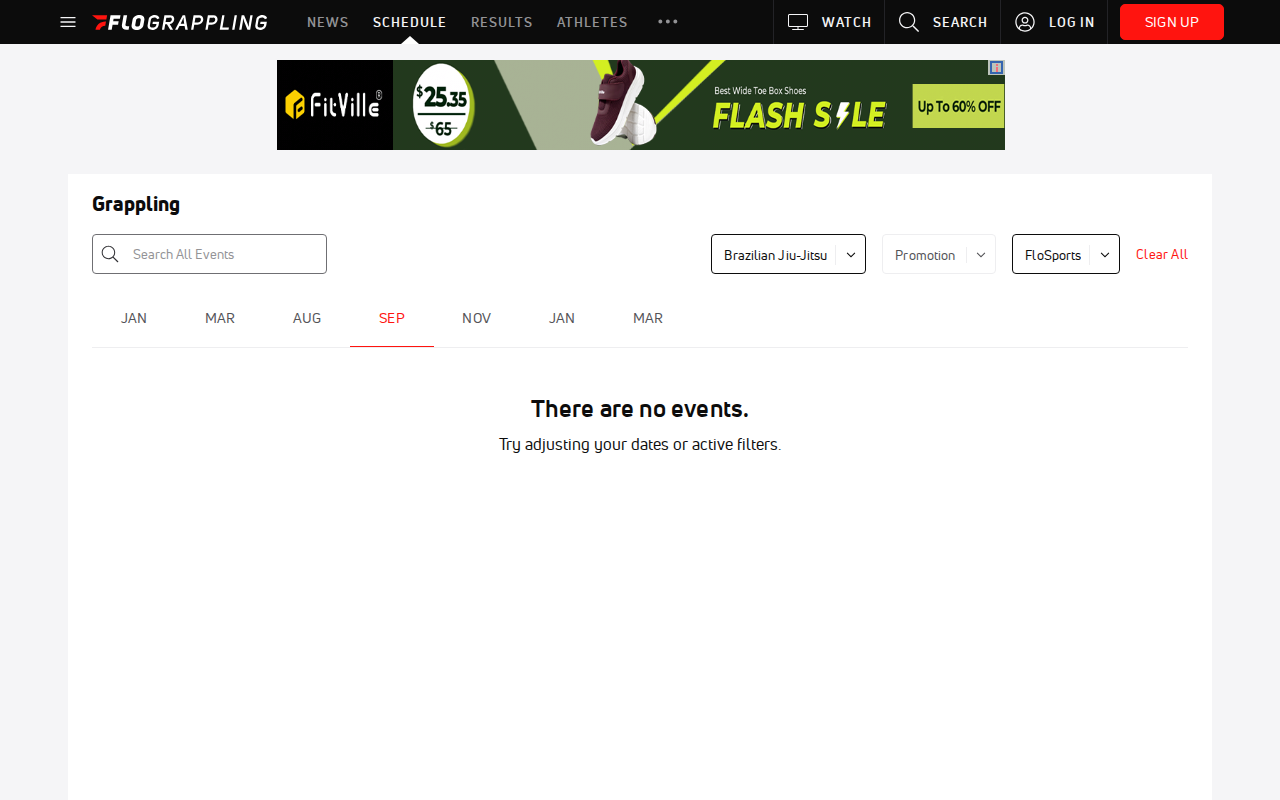 FLOGRAPPLING
NEWS
SCHEDULE
RESULTS
ATHLETES
WATCH
SEARCH
LOG IN
SIGN UP
FitVille®
$25.35
$65
Best Wide Toe Box Shoes
FLASH SALE
Up To 60% OFF
Grappling
Search All Events
Brazilian Jiu-Jitsu
Promotion
FloSports
Clear All
JAN
MAR
AUG
SEP
NOV
JAN
MAR
There are no events.
Try adjusting your dates or active filters.